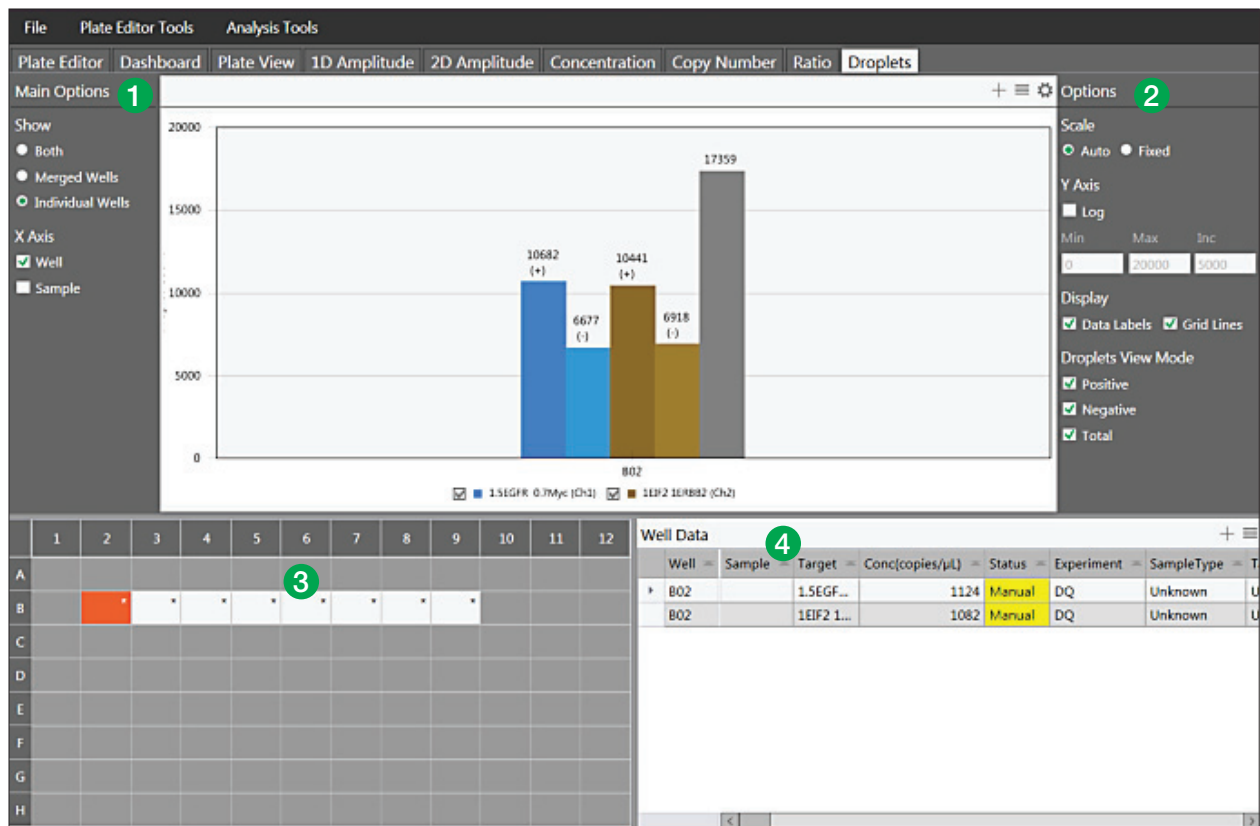 File Plate Editor Tools Analysis Tools
Plate Editor Dashboard Plate View 1D Amplitude 2D Amplitude Concentration Copy Number Ratio Droplets
Main Options 1
Show
Both
Merged Wells
Individual Wells
X Axis
Well
Sample
20000
15000
10000
5000
0
10682
(+)
6677
(-)
10441
(+)
6918
(-)
17359
B02
1.5EGFR 0.7Myc (Ch1) 1EIF2 1ERBB2 (Ch2)
Options 2
Scale
Auto Fixed
Y Axis
Log
Min Max Inc
0 20000 5000
Display
Data Labels Grid Lines
Droplets View Mode
Positive
Negative
Total
1 2 3 4 5 6 7 8 9 10 11 12
3
A
B * * * * * * * *
C
D
E
F
G
H
Well Data
4
Well Sample Target Conc(copies/µL) Status Experiment SampleType T
B02 1.5EGF... 1124 Manual DQ Unknown U
B02 1EIF2 1... 1082 Manual DQ Unknown U